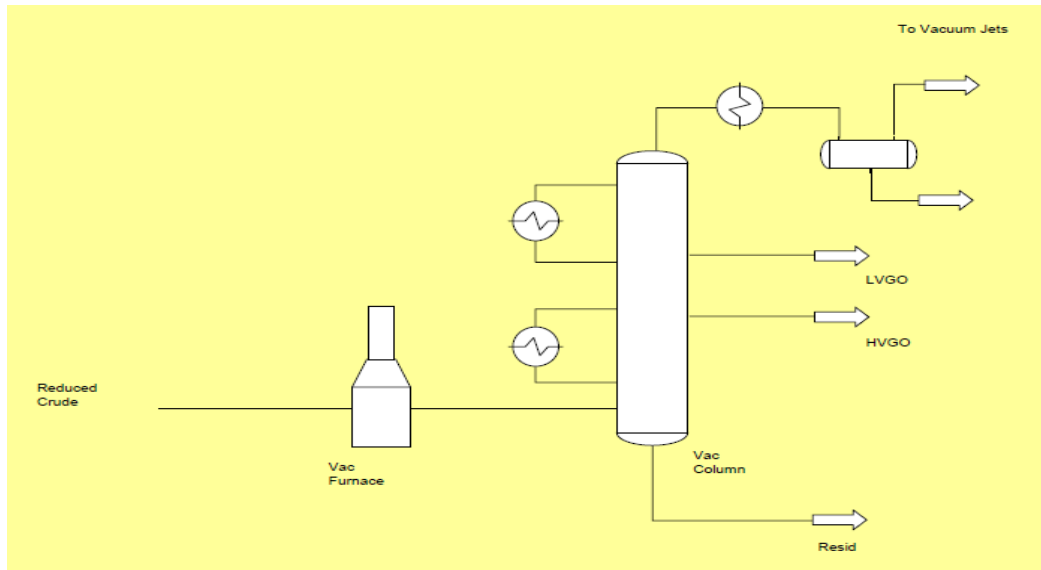 To Vacuum Jets
LVGO
HVGO
Reduced
Crude
Vac
Furnace
Vac
Column
Resid